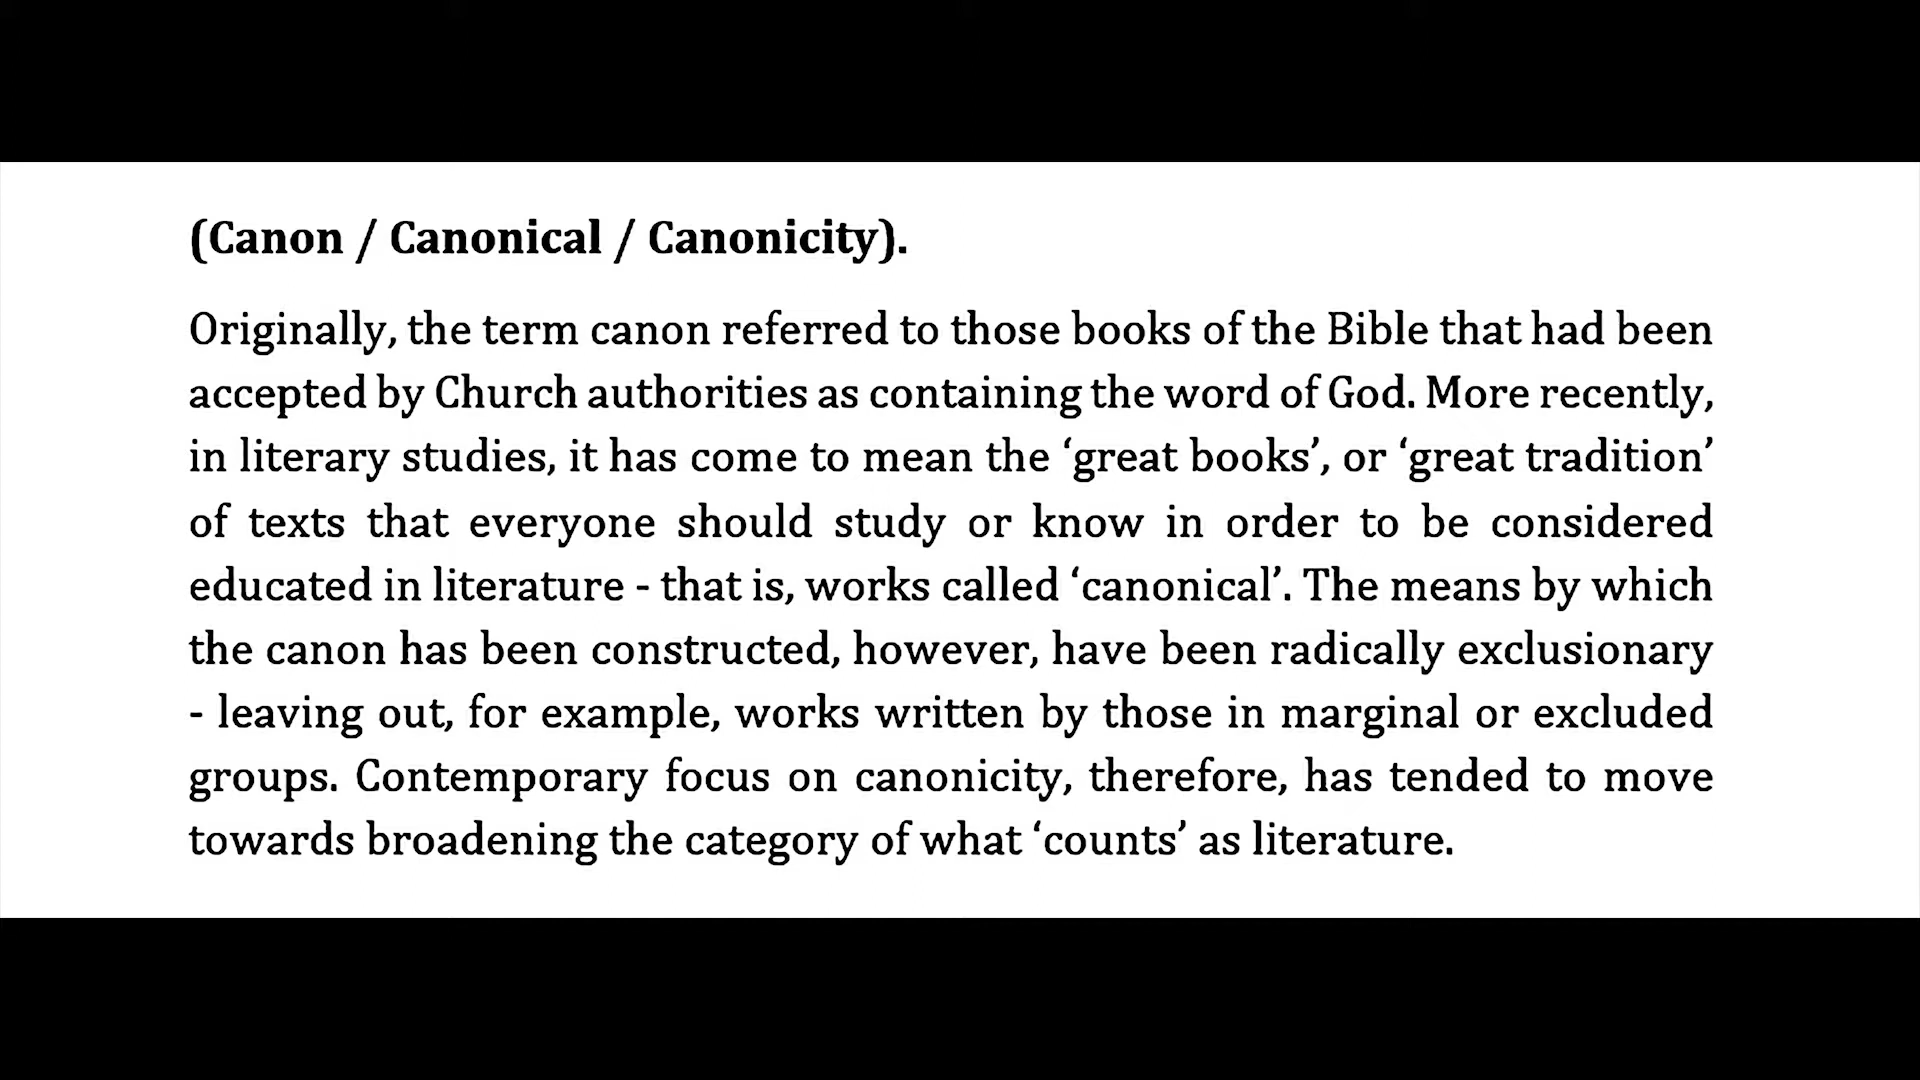 (Canon / Canonical / Canonicity).
Originally, the term canon referred to those books of the Bible that had been
accepted by Church authorities as containing the word of God. More recently,
in literary studies, it has come to mean the ‘great books’, or ‘great tradition’
of texts that everyone should study or know in order to be considered
educated in literature - that is, works called ‘canonical’. The means by which
the canon has been constructed, however, have been radically exclusionary
- leaving out, for example, works written by those in marginal or excluded
groups. Contemporary focus on canonicity, therefore, has tended to move
towards broadening the category of what ‘counts’ as literature.